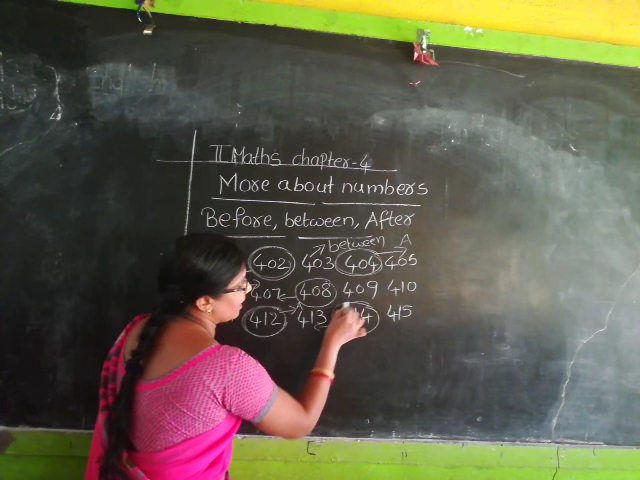 II Maths chapter-4
More about numbers
Before, between, After
between A
402 403 404 405
407 408 409 410
412 413 414 415